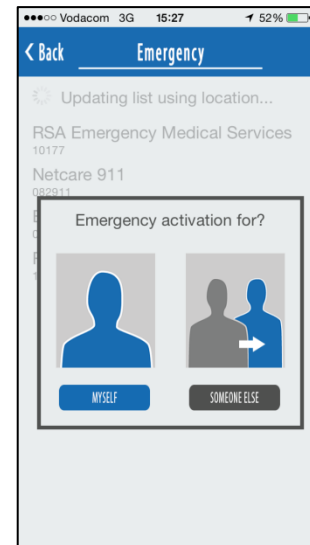 Vodacom 3G 15:27 52%
Back Emergency
Updating list using location...
RSA Emergency Medical Services
10177
Netcare 911
082911
Emergency activation for?
MYSELF SOMEONE ELSE